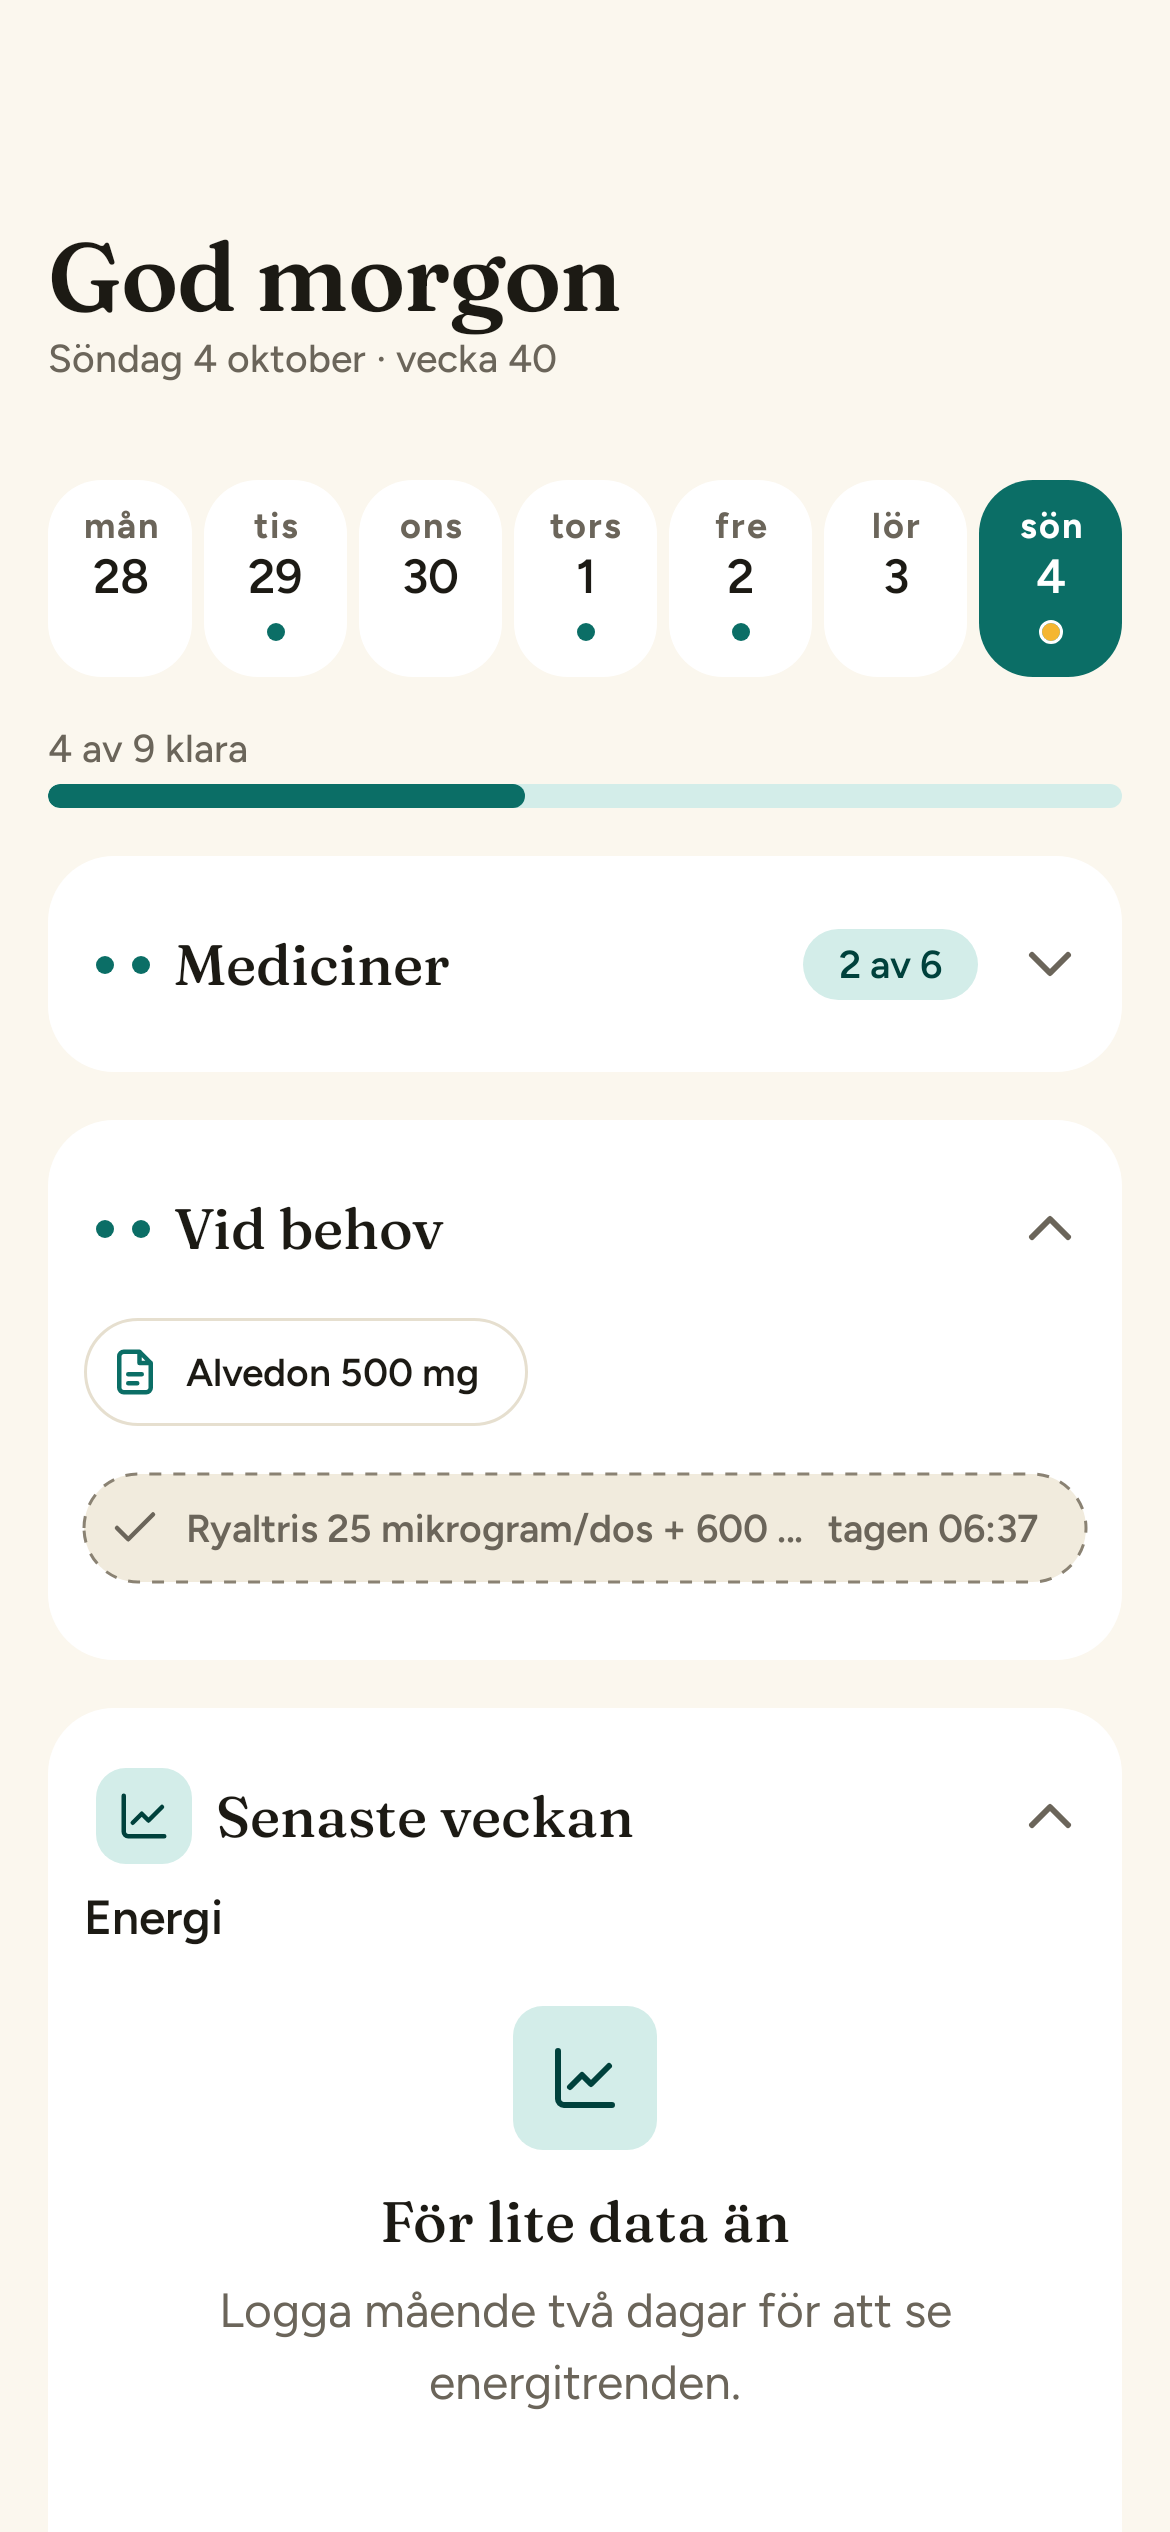 God morgon
Söndag 4 oktober · vecka 40
mån tis ons tors fre lör sön
28 29 30 1 2 3 4
4 av 9 klara
Mediciner 2 av 6
Vid behov
Alvedon 500 mg
Ryaltris 25 mikrogram/dos + 600 ... tagen 06:37
Senaste veckan
Energi
För lite data än
Logga mående två dagar för att se
energitrenden.